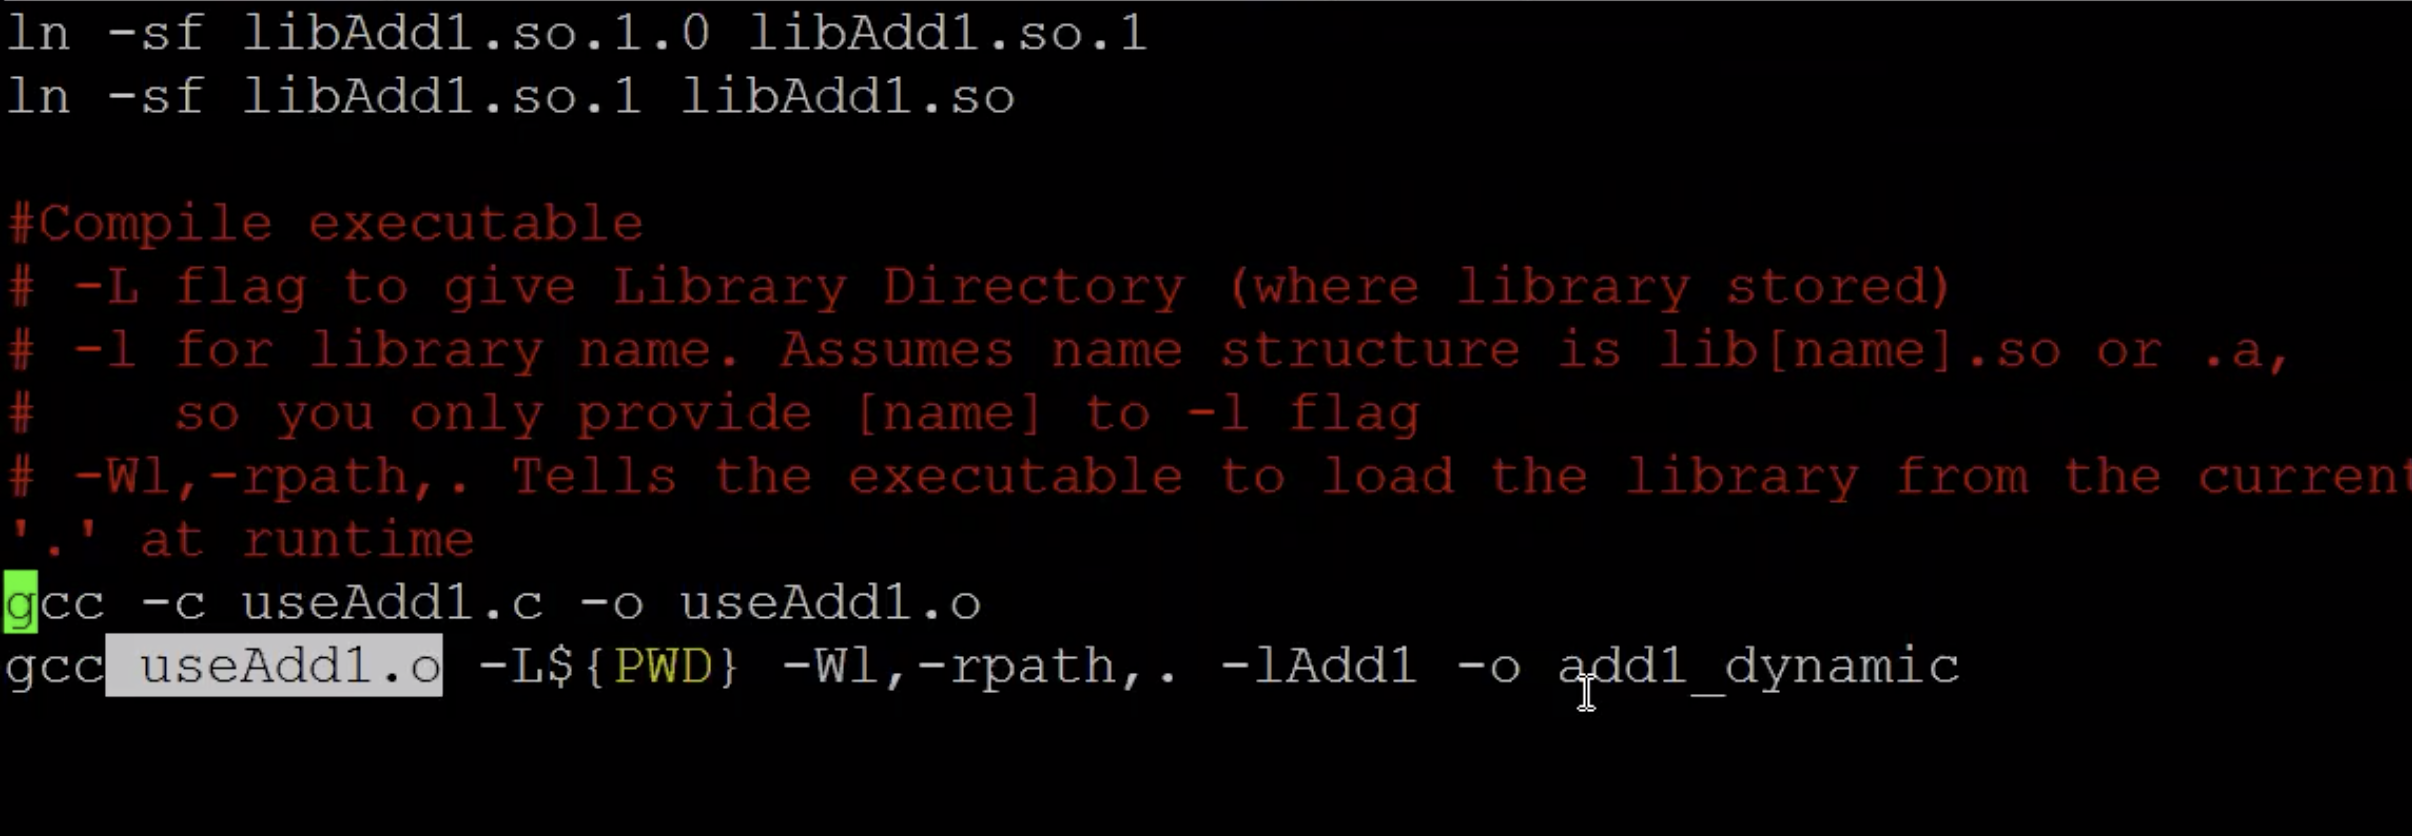 ln -sf libAdd1.so.1.0 libAdd1.so.1
ln -sf libAdd1.so.1 libAdd1.so
#Compile executable
# -L flag to give Library Directory (where library stored)
# -l for library name. Assumes name structure is lib[name].so or .a,
#    so you only provide [name] to -l flag
# -Wl,-rpath,. Tells the executable to load the library from the current
'.' at runtime
gcc -c useAdd1.c -o useAdd1.o
gcc useAdd1.o -L${PWD} -Wl,-rpath,. -lAdd1 -o add1_dynamic